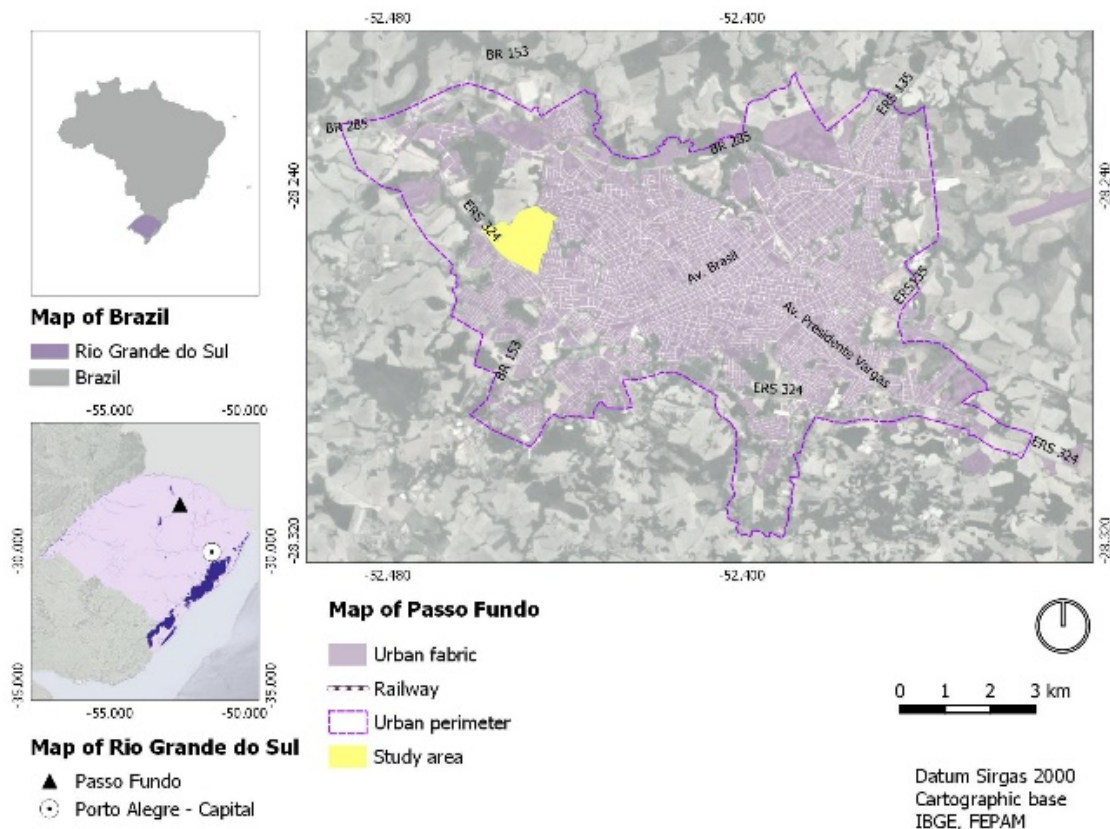 -52.480
-52.400
BR 153
BR 285
ERS 135
BR 285
-28.240
-28.240
ERS 324
Av. Brasil
ERS 135
Av. Presidente Vargas
BR 153
ERS 324
ERS 324
-28.320
-28.320
-52.480
-52.400
Map of Brazil
Rio Grande do Sul
Brazil
-55.000
-50.000
-30.000
-30.000
-35.000
-35.000
-55.000
-50.000
Map of Rio Grande do Sul
Passo Fundo
Porto Alegre - Capital
Map of Passo Fundo
Urban fabric
Railway
Urban perimeter
Study area
0 1 2 3 km
Datum Sirgas 2000
Cartographic base
IBGE, FEPAM